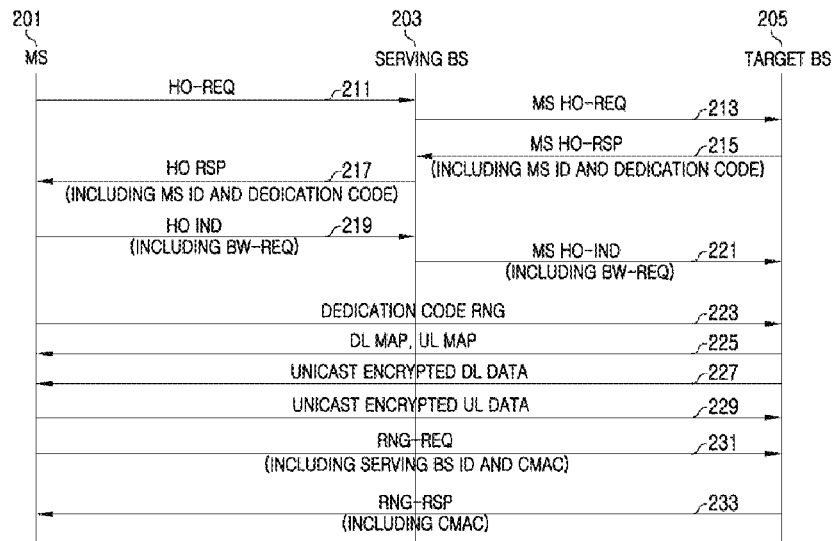 201 203 205
MS SERVING BS TARGET BS
HO-REQ 211
MS HO-REQ 213
MS HO-RSP 215
(INCLUDING MS ID AND DEDICATION CODE)
HO RSP 217
(INCLUDING MS ID AND DEDICATION CODE)
HO IND 219
(INCLUDING BW-REQ)
MS HO-IND 221
(INCLUDING BW-REQ)
DEDICATION CODE RNG 223
DL MAP, UL MAP 225
UNICAST ENCRYPTED DL DATA 227
UNICAST ENCRYPTED UL DATA 229
RNG-REQ 231
(INCLUDING SERVING BS ID AND CMAC)
RNG-RSP 233
(INCLUDING CMAC)